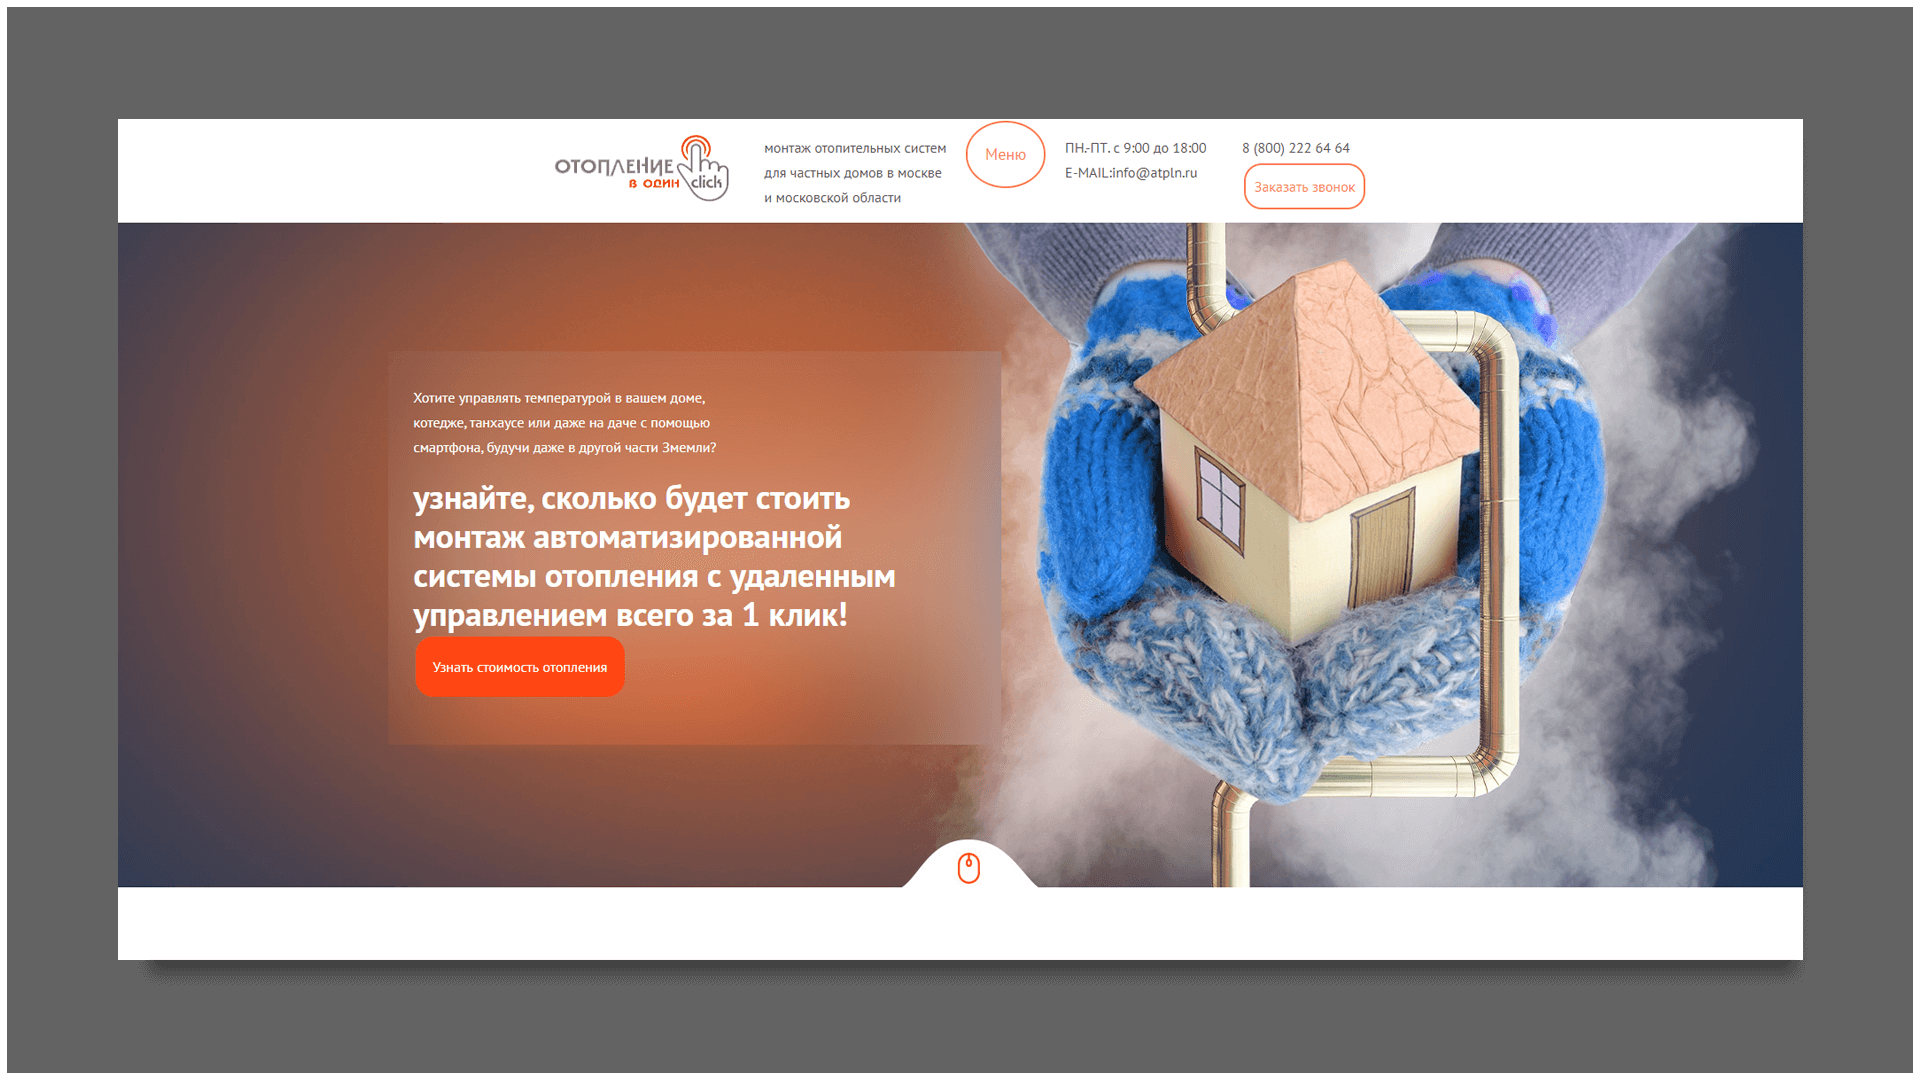 ОТОПЛЕНИЕ
В ОДИН click
монтаж отопительных систем
для частных домов в москве
и московской области
Меню
ПН.-ПТ. с 9:00 до 18:00
E-MAIL:info@atpln.ru
8 (800) 222 64 64
Заказать звонок
Хотите управлять температурой в вашем доме,
котедже, танхаусе или даже на даче с помощью
смартфона, будучи даже в другой части Змемли?
узнайте, сколько будет стоить
монтаж автоматизированной
системы отопления с удаленным
управлением всего за 1 клик!
Узнать стоимость отопления